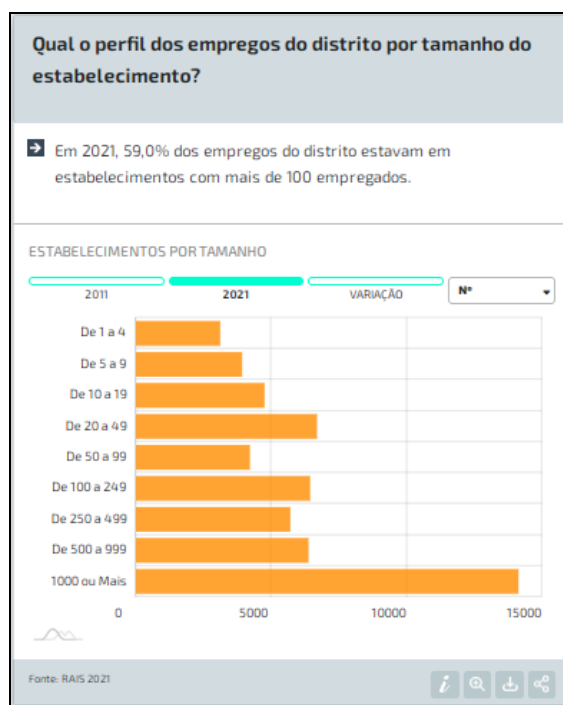 Qual o perfil dos empregos do distrito por tamanho do
estabelecimento?
Em 2021, 59,0% dos empregos do distrito estavam em
estabelecimentos com mais de 100 empregados.
ESTABELECIMENTOS POR TAMANHO
2011 2021 VARIAÇÃO Nº
De 1 a 4
De 5 a 9
De 10 a 19
De 20 a 49
De 50 a 99
De 100 a 249
De 250 a 499
De 500 a 999
1000 ou Mais
0 5000 10000 15000
Fonte: RAIS 2021